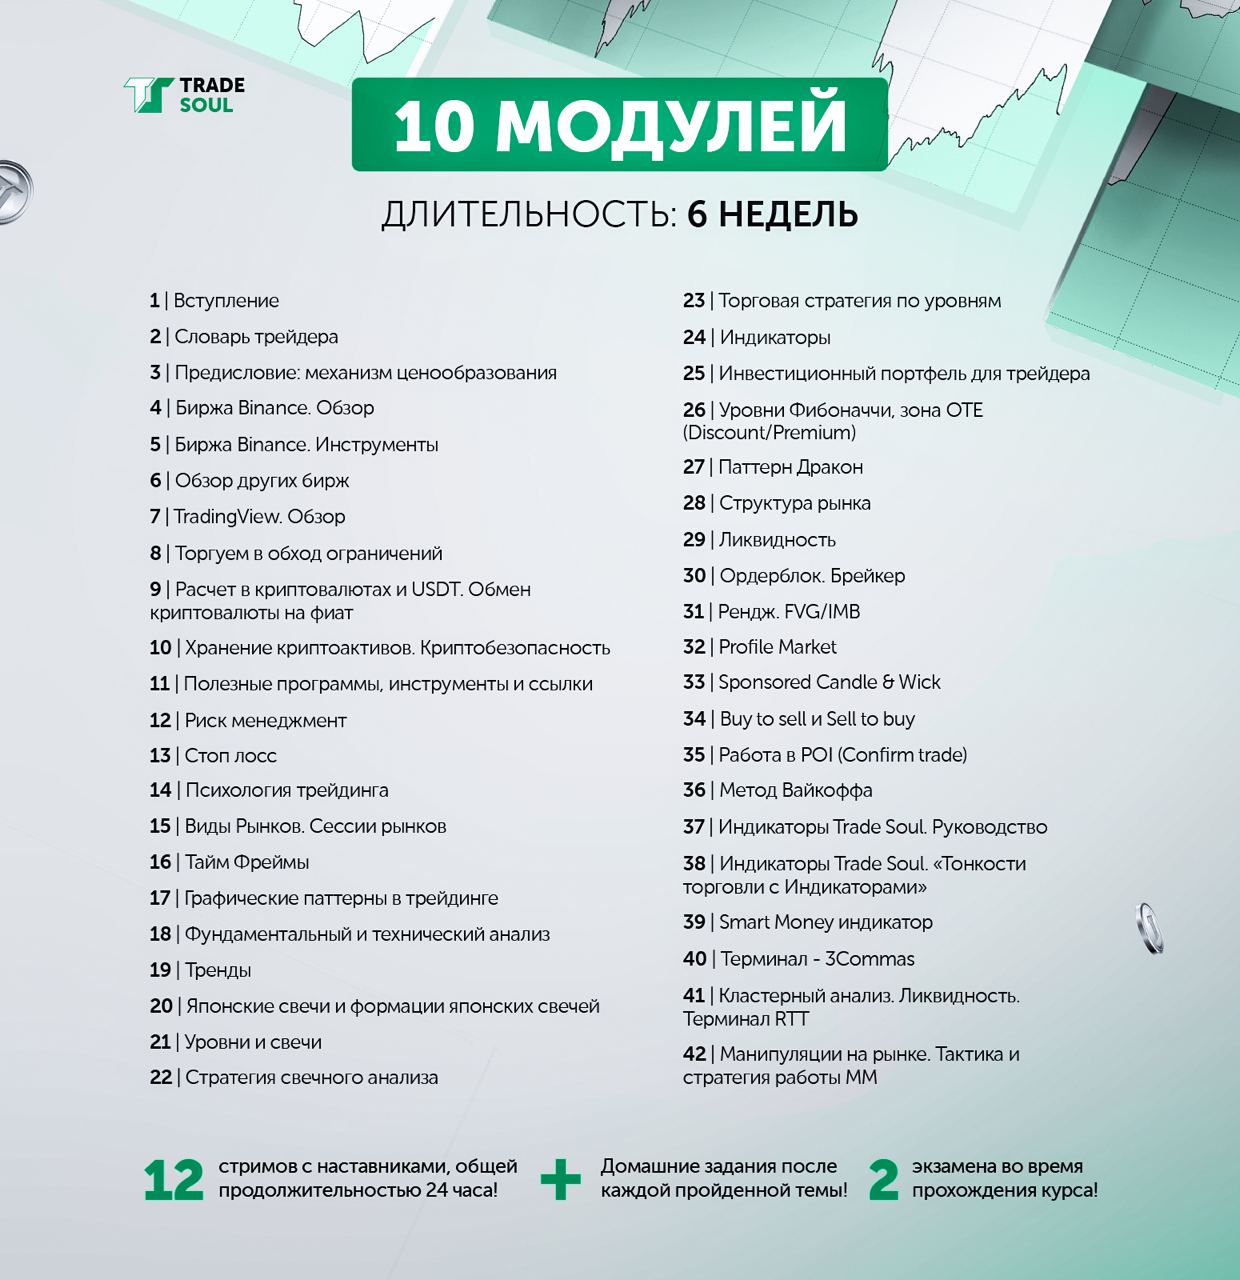 TRADE
SOUL
10 МОДУЛЕЙ
ДЛИТЕЛЬНОСТЬ: 6 НЕДЕЛЬ
1 | Вступление
2 | Словарь трейдера
3 | Предисловие: механизм ценообразования
4 | Биржа Binance. Обзор
5 | Биржа Binance. Инструменты
6 | Обзор других бирж
7 | TradingView. Обзор
8 | Торгуем в обход ограничений
9 | Расчет в криптовалютах и USDT. Обмен
криптовалюты на фиат
10 | Хранение криптоактивов. Криптобезопасность
11 | Полезные программы, инструменты и ссылки
12 | Риск менеджмент
13 | Стоп лосс
14 | Психология трейдинга
15 | Виды Рынков. Сессии рынков
16 | Тайм Фреймы
17 | Графические паттерны в трейдинге
18 | Фундаментальный и технический анализ
19 | Тренды
20 | Японские свечи и формации японских свечей
21 | Уровни и свечи
22 | Стратегия свечного анализа
23 | Торговая стратегия по уровням
24 | Индикаторы
25 | Инвестиционный портфель для трейдера
26 | Уровни Фибоначчи, зона OTE
(Discount/Premium)
27 | Паттерн Дракон
28 | Структура рынка
29 | Ликвидность
30 | Ордерблок. Брейкер
31 | Рендж. FVG/IMB
32 | Profile Market
33 | Sponsored Candle & Wick
34 | Buy to sell и Sell to buy
35 | Работа в POI (Confirm trade)
36 | Метод Вайкоффа
37 | Индикаторы Trade Soul. Руководство
38 | Индикаторы Trade Soul. «Тонкости
торговли с Индикаторами»
39 | Smart Money индикатор
40 | Терминал - 3Commas
41 | Кластерный анализ. Ликвидность.
Терминал RTT
42 | Манипуляции на рынке. Тактика и
стратегия работы ММ
12 стримов с наставниками, общей
продолжительностью 24 часа!
+ Домашние задания после
каждой пройденной темы!
2 экзамена во время
прохождения курса!